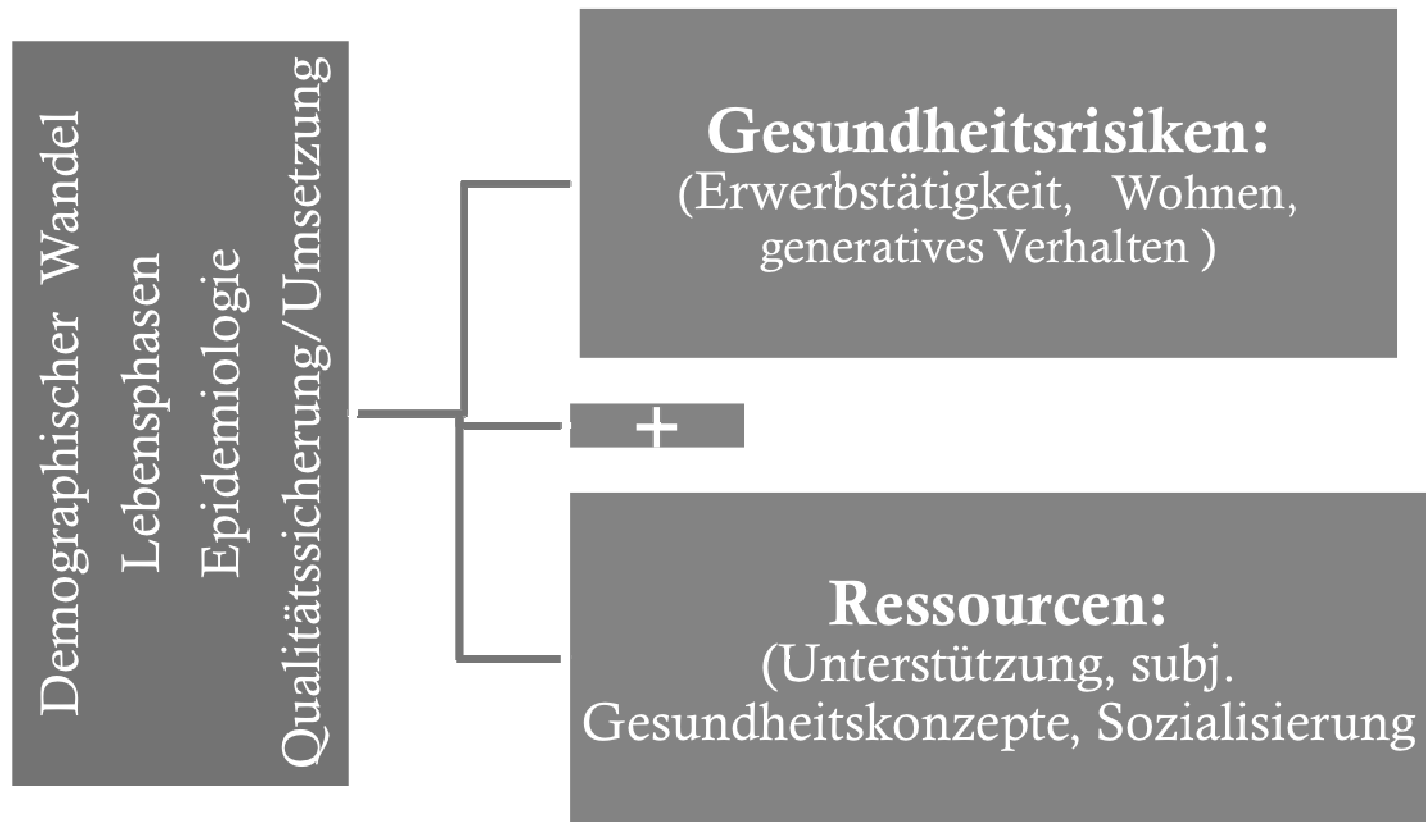 Demographischer Wandel
Lebensphasen
Epidemiologie
Qualitätssicherung/Umsetzung
Gesundheitsrisiken:
(Erwerbstätigkeit, Wohnen,
generatives Verhalten )
+
Ressourcen:
(Unterstützung, subj.
Gesundheitskonzepte, Sozialisierung